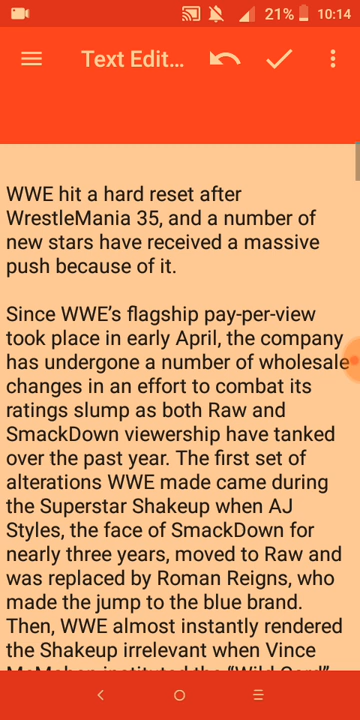 21% 10:14
Text Edit...
WWE hit a hard reset after
WrestleMania 35, and a number of
new stars have received a massive
push because of it.
Since WWE’s flagship pay-per-view
took place in early April, the company
has undergone a number of wholesale
changes in an effort to combat its
ratings slump as both Raw and
SmackDown viewership have tanked
over the past year. The first set of
alterations WWE made came during
the Superstar Shakeup when AJ
Styles, the face of SmackDown for
nearly three years, moved to Raw and
was replaced by Roman Reigns, who
made the jump to the blue brand.
Then, WWE almost instantly rendered
the Shakeup irrelevant when Vince
McMahon instituted the “Wild Card”